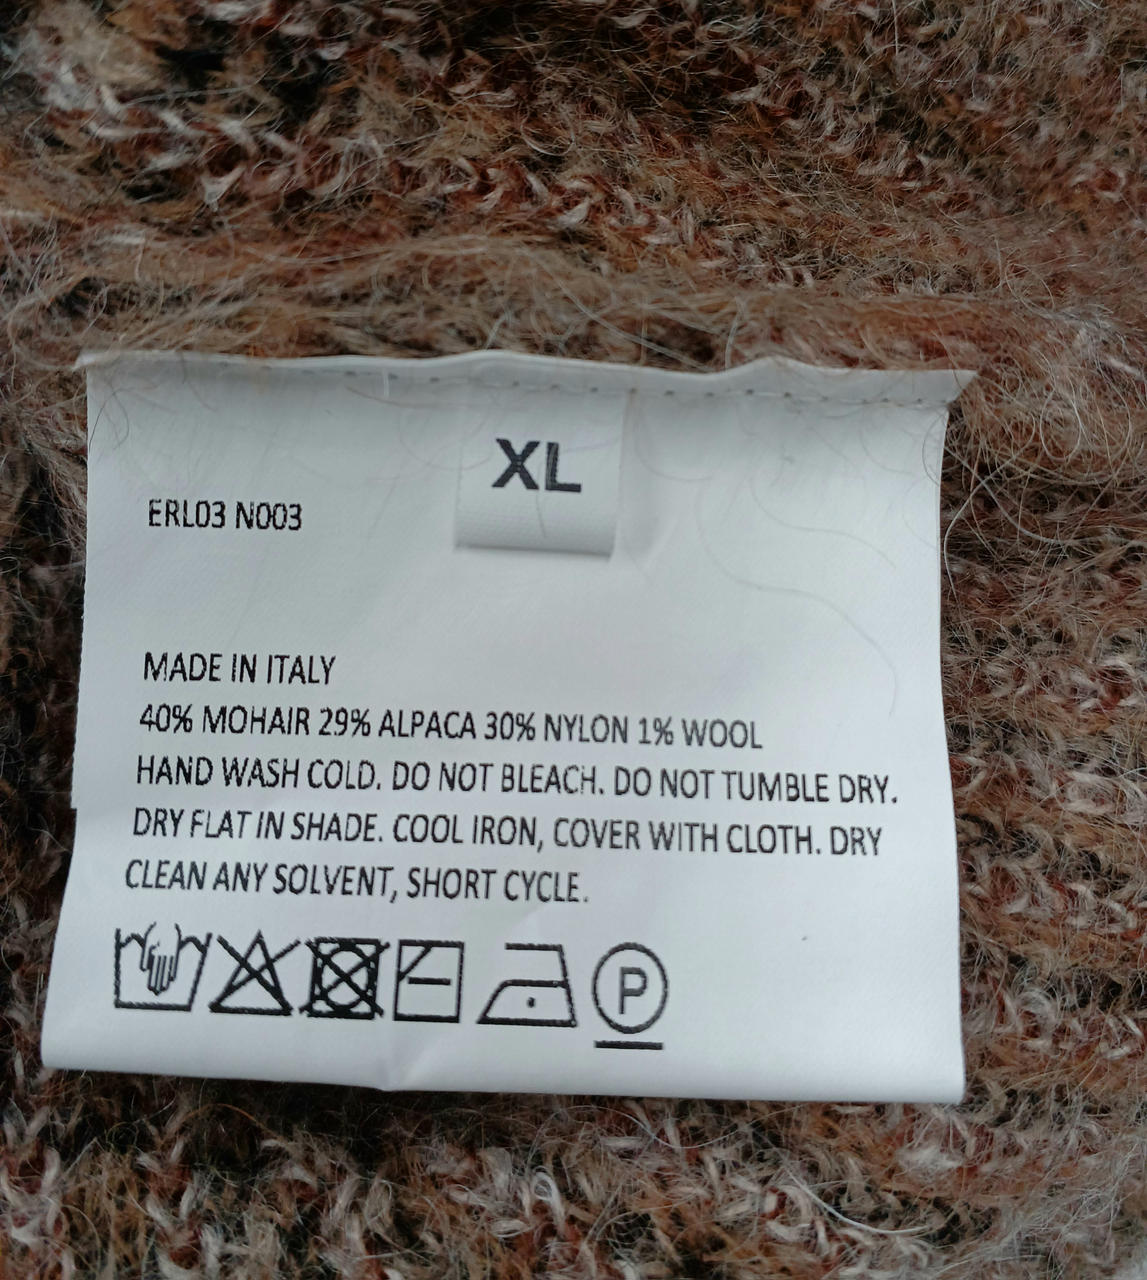 XL
ERL03 N003
MADE IN ITALY
40% MOHAIR 29% ALPACA 30% NYLON 1% WOOL
HAND WASH COLD. DO NOT BLEACH. DO NOT TUMBLE DRY.
DRY FLAT IN SHADE. COOL IRON, COVER WITH CLOTH. DRY
CLEAN ANY SOLVENT, SHORT CYCLE.
P